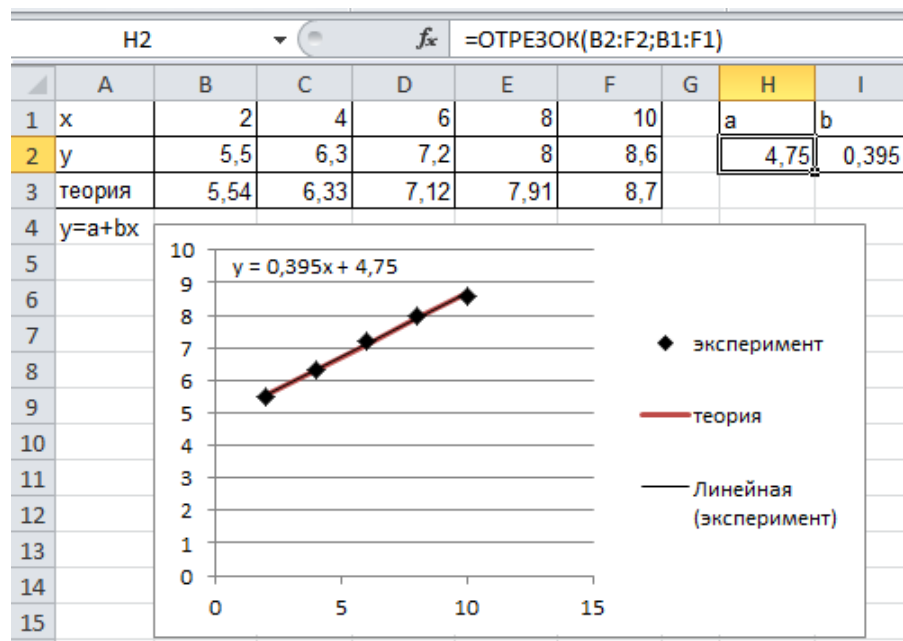 H2 fx =ОТРЕЗОК(B2:F2;B1:F1)
A B C D E F G H I
1 x 2 4 6 8 10 a b
2 y 5,5 6,3 7,2 8 8,6 4,75 0,395
3 теория 5,54 6,33 7,12 7,91 8,7
4 y=a+bx
5
6
7
8
9
10
11
12
13
14
15
10
y = 0,395x + 4,75
9
8
7
6
5
4
3
2
1
0
0 5 10 15
эксперимент
теория
Линейная
(эксперимент)